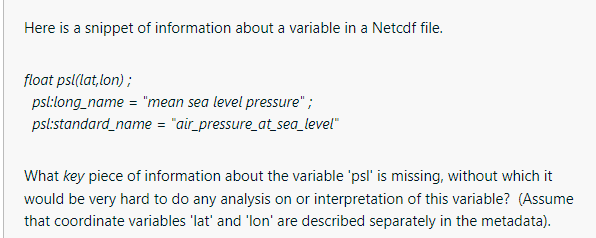 Here is a snippet of information about a variable in a Netcdf file.
float psl(lat,lon) ;
psl:long_name = "mean sea level pressure" ;
psl:standard_name = "air_pressure_at_sea_level"
What key piece of information about the variable 'psl' is missing, without which it
would be very hard to do any analysis on or interpretation of this variable? (Assume
that coordinate variables 'lat' and 'lon' are described separately in the metadata).